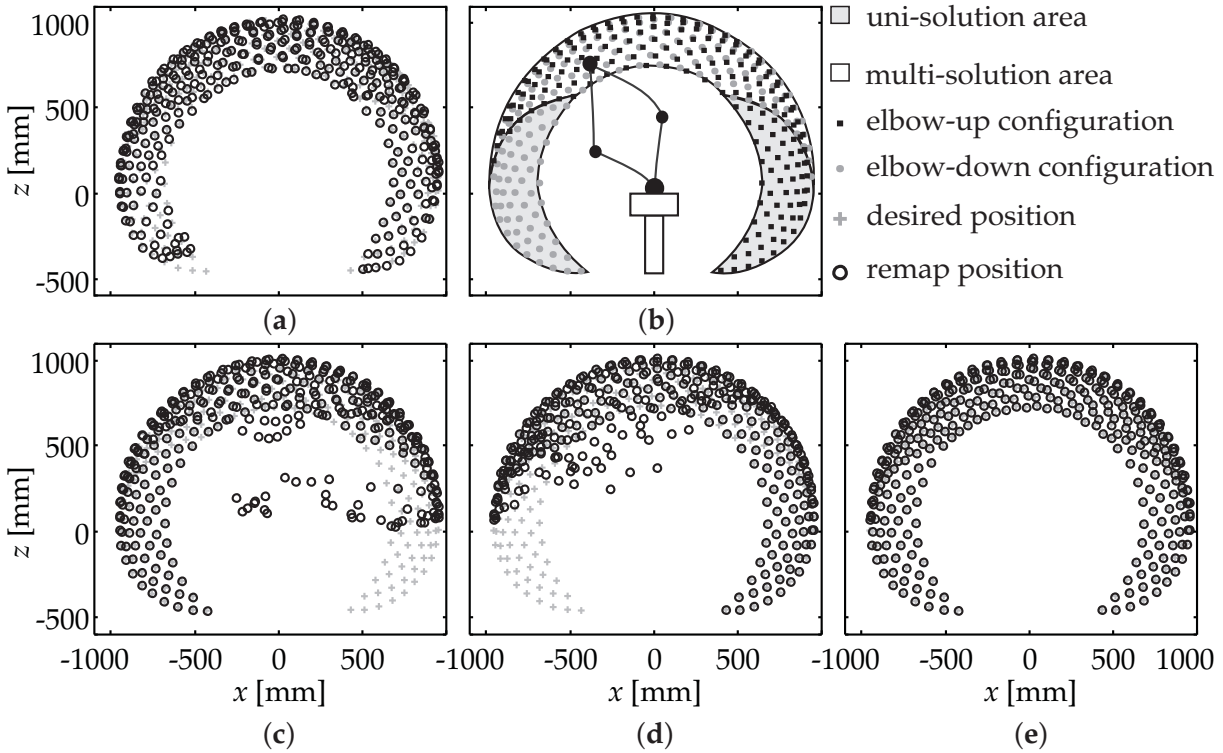 1000
500
0
-500
z [mm]
(a)
(b)
uni-solution area
multi-solution area
elbow-up configuration
elbow-down configuration
desired position
remap position
1000
500
0
-500
z [mm]
-1000 -500 0 500
-1000 -500 0 500
-1000 -500 0 500 1000
x [mm]
x [mm]
x [mm]
(c)
(d)
(e)